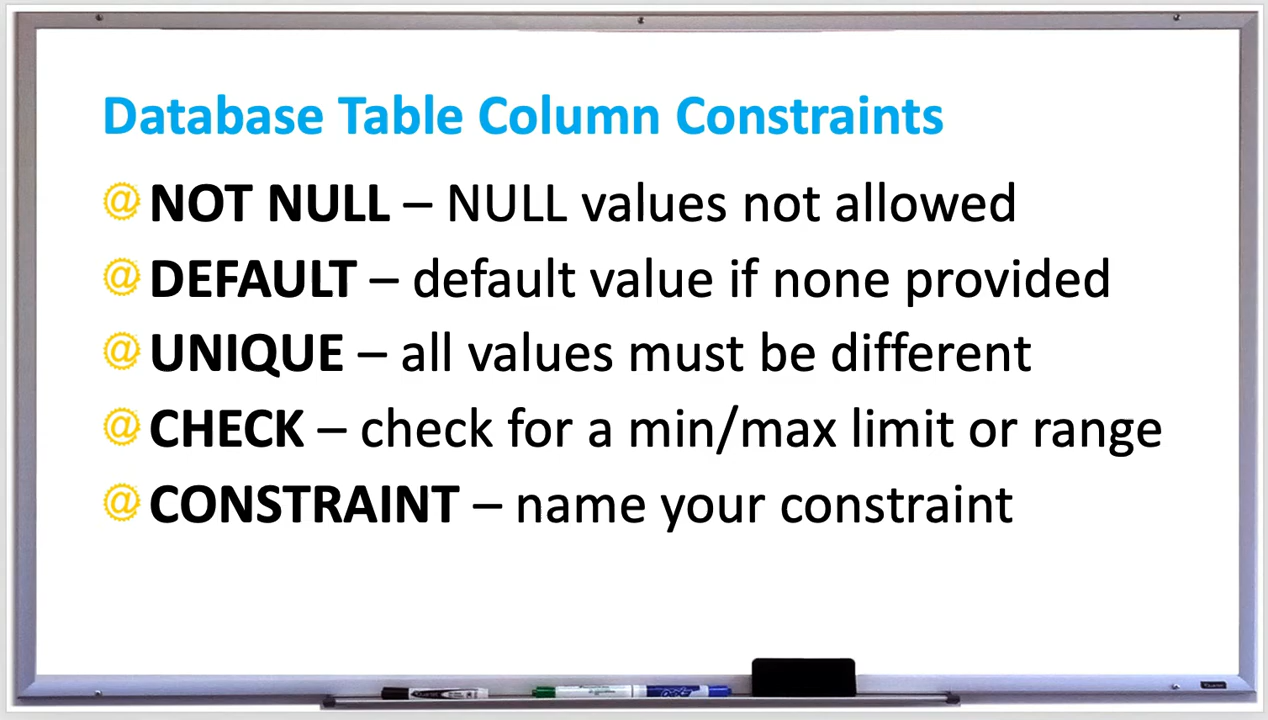 Database Table Column Constraints
@ NOT NULL – NULL values not allowed
@ DEFAULT – default value if none provided
@ UNIQUE – all values must be different
@ CHECK – check for a min/max limit or range
@ CONSTRAINT – name your constraint